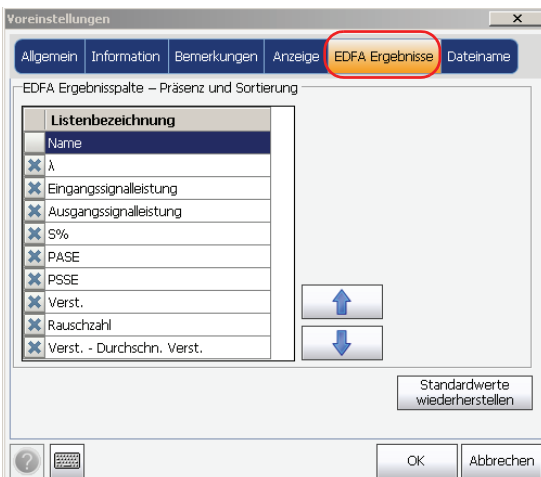 Voreinstellungen
Allgemein Information Bemerkungen Anzeige EDFA Ergebnisse Dateiname
EDFA Ergebnisspalte – Präsenz und Sortierung
Listenbezeichnung
Name
λ
Eingangssignalleistung
Ausgangssignalleistung
S%
PASE
PSSE
Verst.
Rauschzahl
Verst. - Durchschn. Verst.
Standardwerte
wiederherstellen
OK Abbrechen